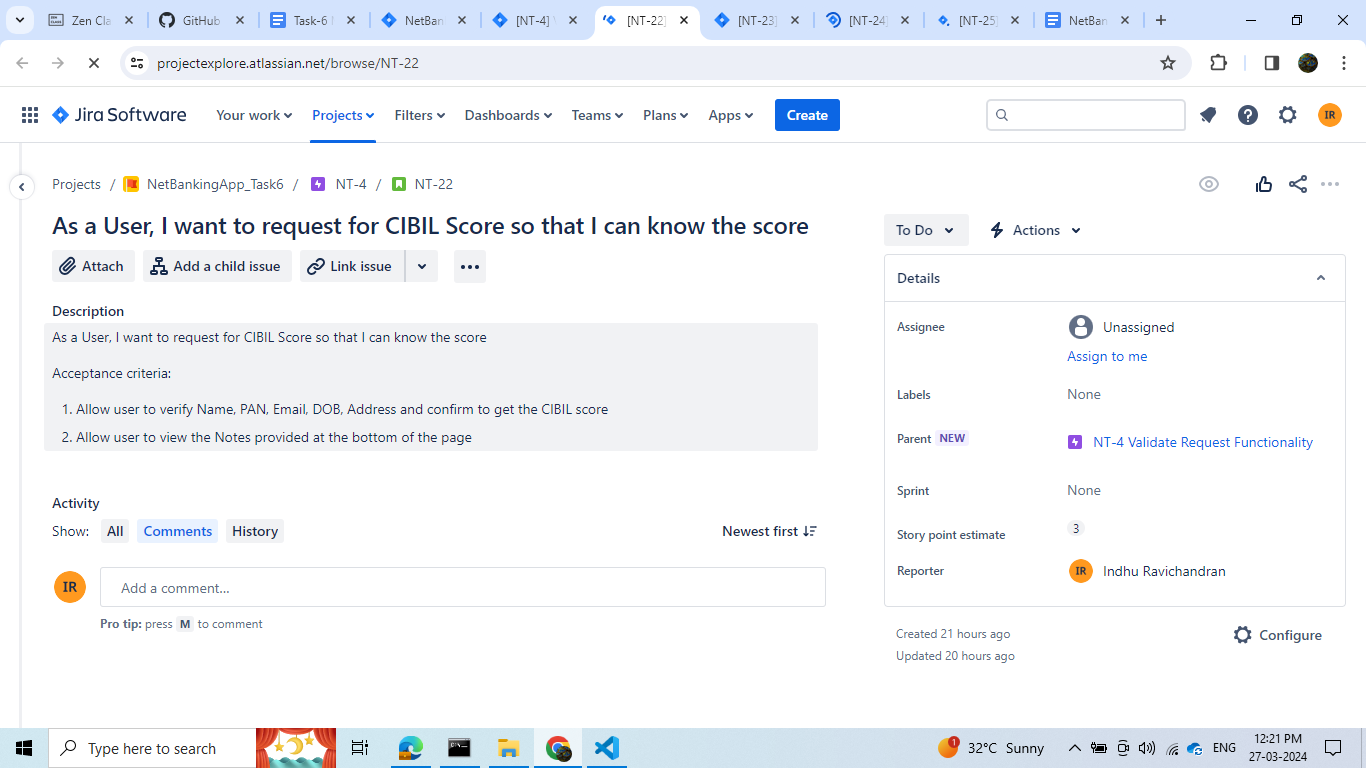 Zen Cla
GitHub
Task-6
NetBan
[NT-4]
[NT-22]
[NT-23]
[NT-24]
[NT-25]
NetBan
projectexplore.atlassian.net/browse/NT-22
Jira Software Your work Projects Filters Dashboards Teams Plans Apps Create IR
Projects / NetBankingApp_Task6 / NT-4 / NT-22
As a User, I want to request for CIBIL Score so that I can know the score
Attach Add a child issue Link issue
Description
As a User, I want to request for CIBIL Score so that I can know the score
Acceptance criteria:
1. Allow user to verify Name, PAN, Email, DOB, Address and confirm to get the CIBIL score
2. Allow user to view the Notes provided at the bottom of the page
Activity
Show: All Comments History Newest first
IR Add a comment...
Pro tip: press M to comment
To Do Actions
Details
Assignee Unassigned
Assign to me
Labels None
Parent NEW NT-4 Validate Request Functionality
Sprint None
Story point estimate 3
Reporter IR Indhu Ravichandran
Created 21 hours ago
Updated 20 hours ago
Configure
Type here to search
1 32°C Sunny
ENG
12:21 PM
27-03-2024